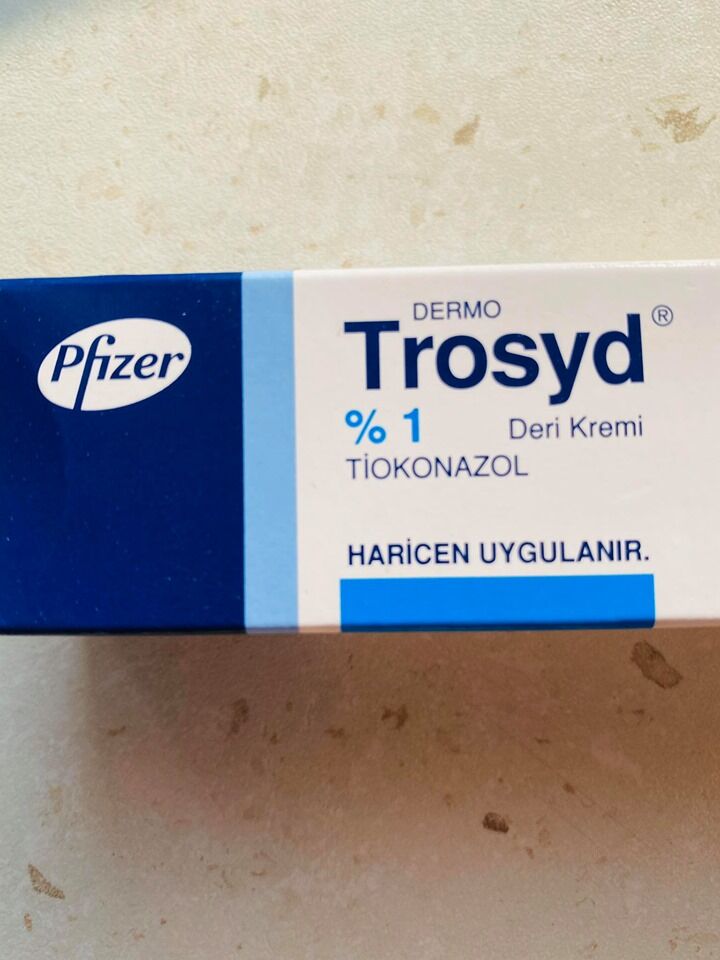 Pfizer
DERMO
Trosyd®
% 1 Deri Kremi
TİOKONAZOL
HARİCEN UYGULANIR.